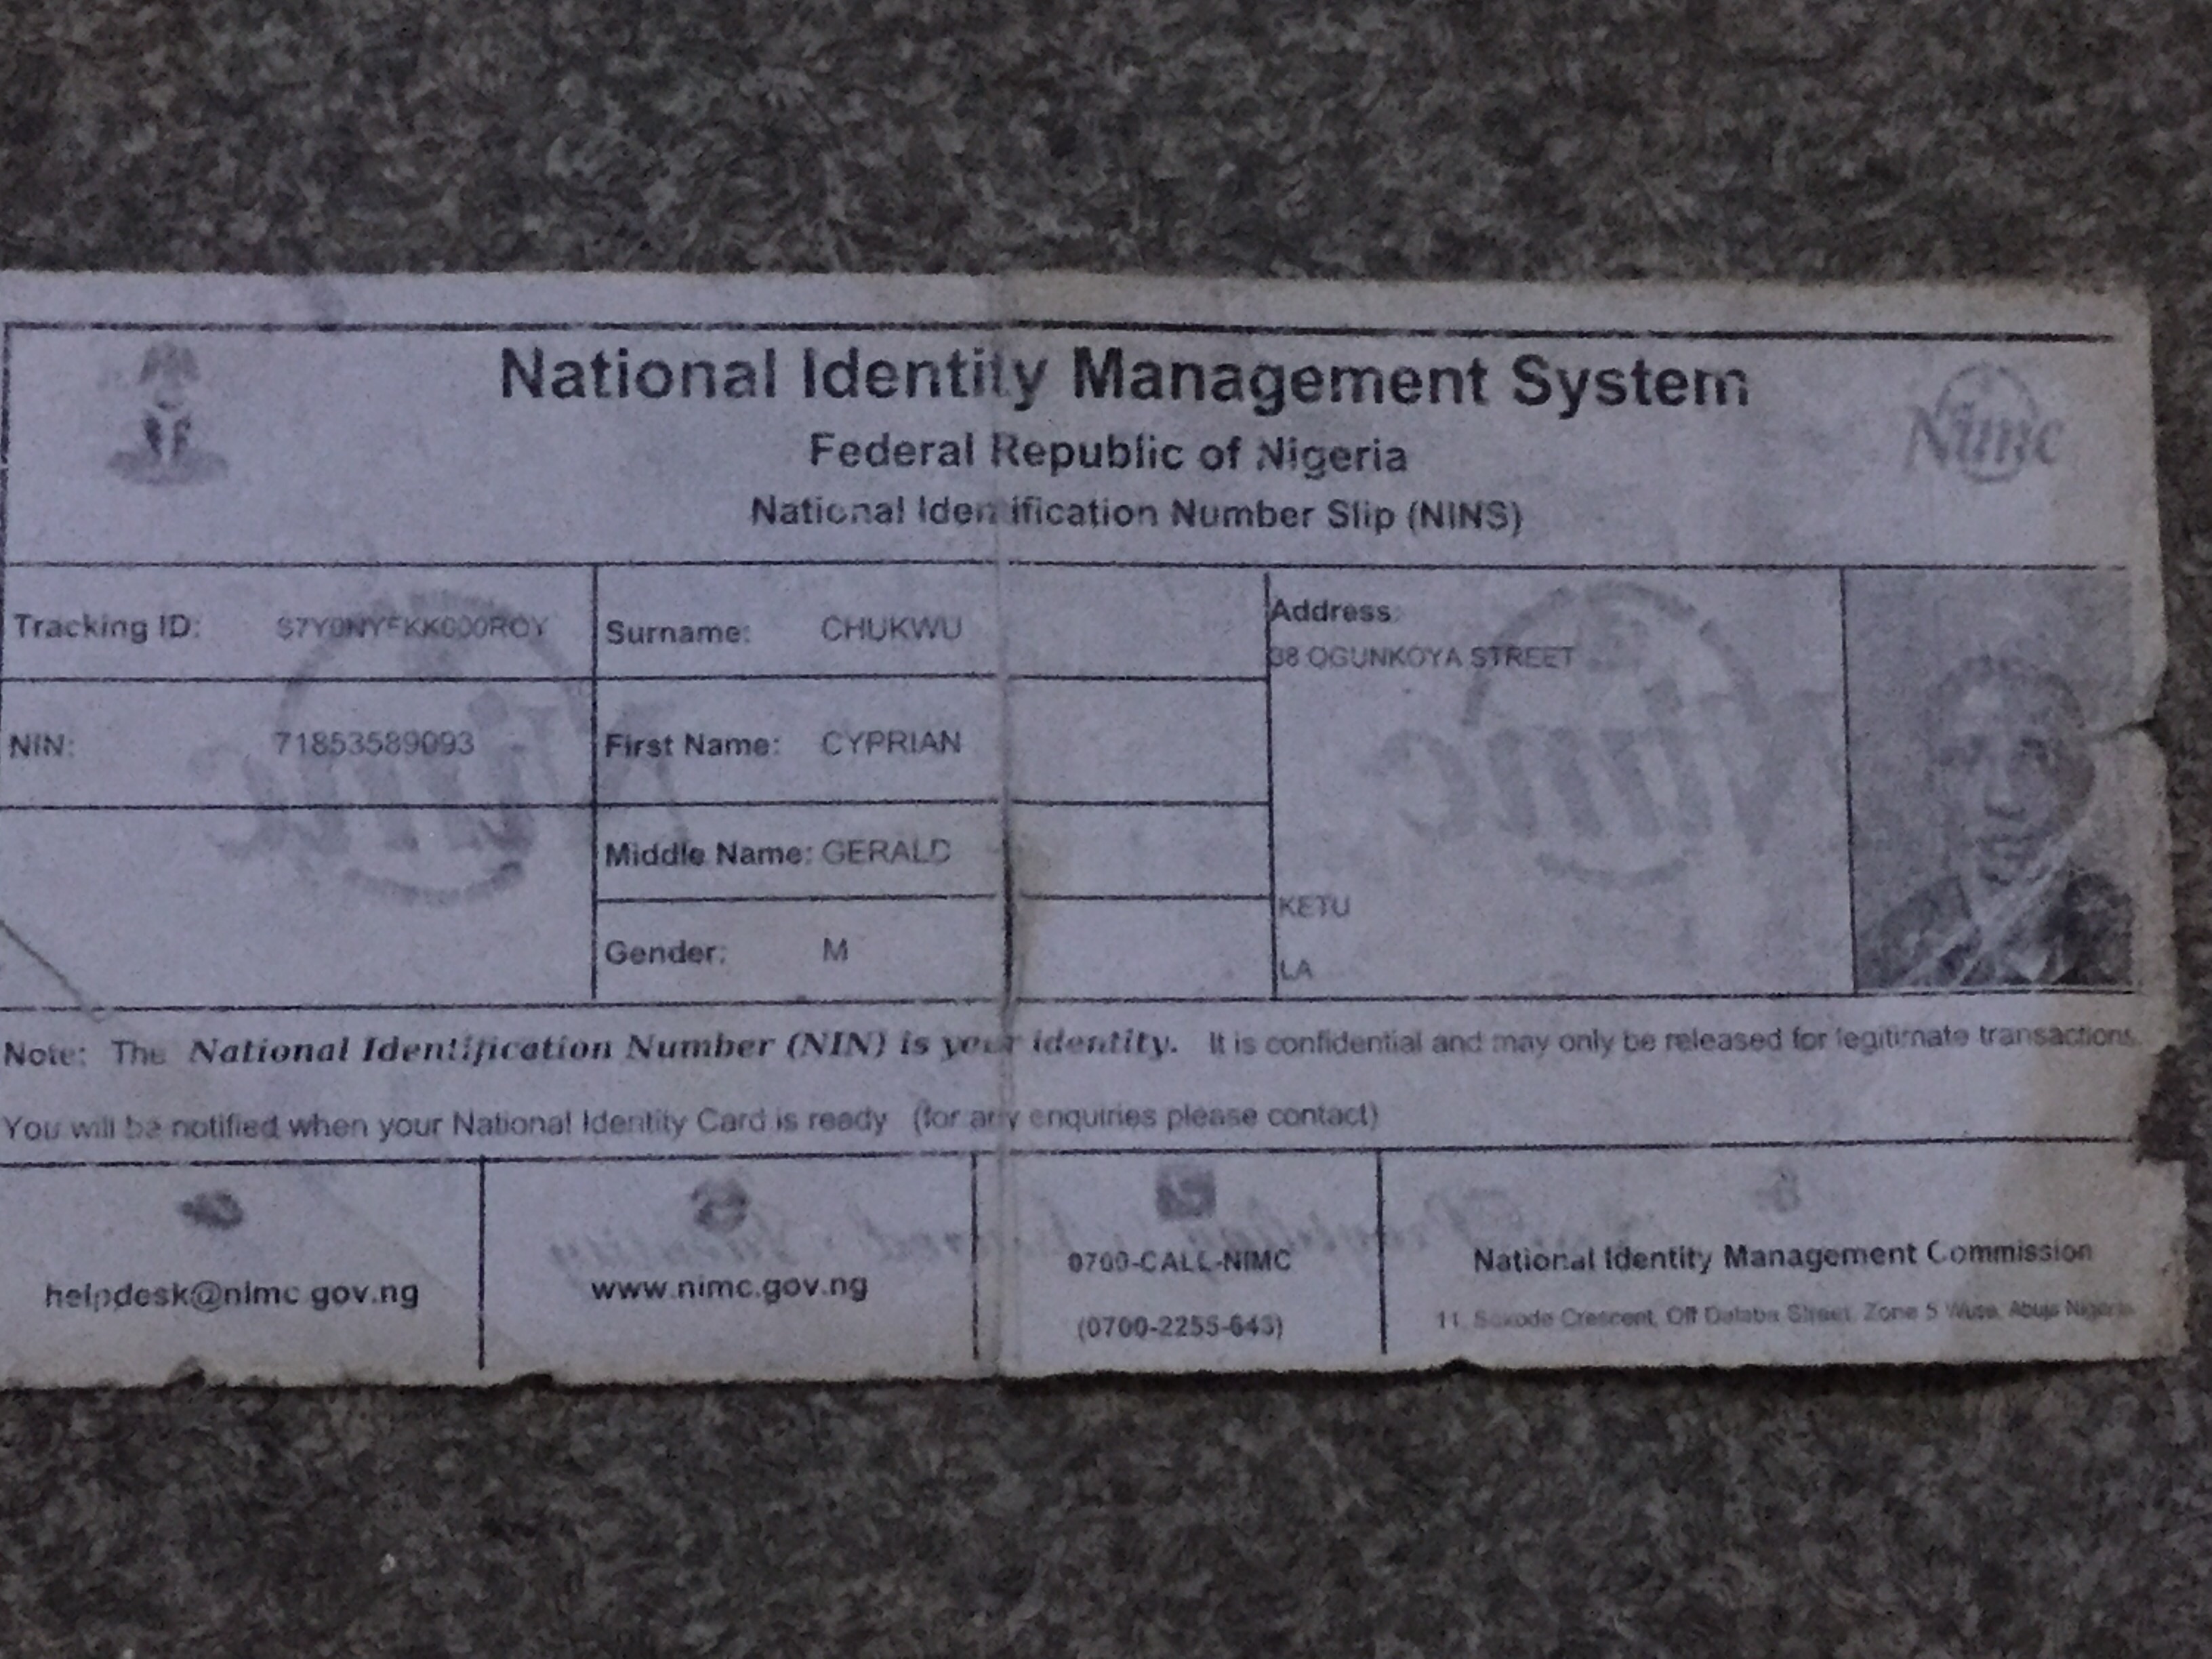 National Identity Management System
Federal Republic of Nigeria
National Identification Number Slip (NINS)
Nimc
Tracking ID:
Surname: CHUKWU
Address:
38 OGUNKOYA STREET
NIN: 71853589093
First Name: CYPRIAN
Middle Name: GERALD
KETU
Gender: M
LA
Note: The National Identification Number (NIN) is your identity. It is confidential and may only be released for legitimate transactions.
You will be notified when your National Identity Card is ready (for any enquiries please contact)
helpdesk@nimc gov.ng
www.nimc.gov.ng
0700-CALL-NIMC
(0700-2255-643)
National Identity Management Commission
11 Crescent, Off Street, Zone 5 Wuse, Abuja Nigeria